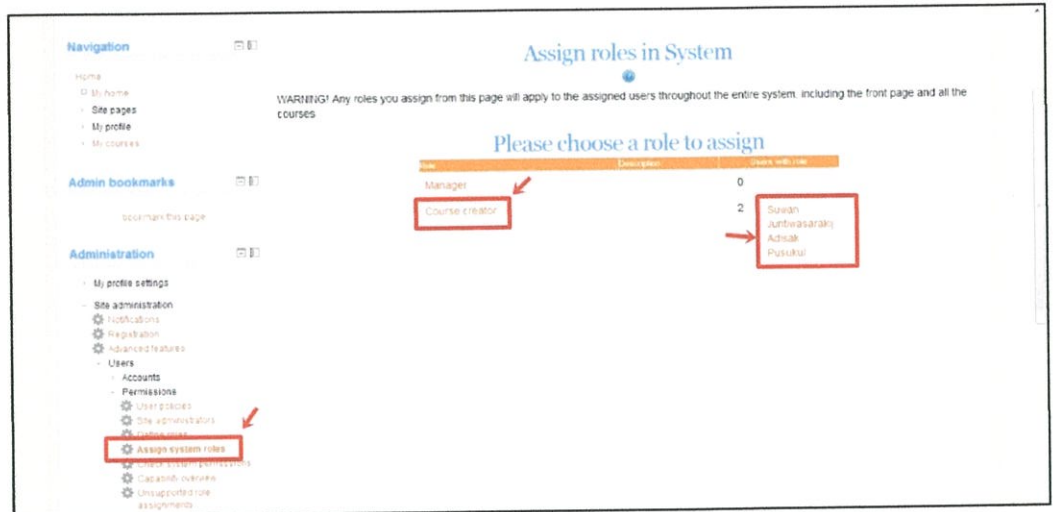 Navigation
Home
My home
Site pages
My profile
My courses
Admin bookmarks
bookmark this page
Administration
My profile settings
Site administration
Notifications
Registration
Advanced features
Users
Accounts
Permissions
User policies
Site administrators
Define roles
Assign system roles
Check system permissions
Capability overview
Unsupported role
assignments
Assign roles in System
WARNING! Any roles you assign from this page will apply to the assigned users throughout the entire system, including the front page and all the
courses
Please choose a role to assign
Role Description Users with role
Manager 0
Course creator 2 Suwan
Juntiwasarakij
Adisak
Pusukul